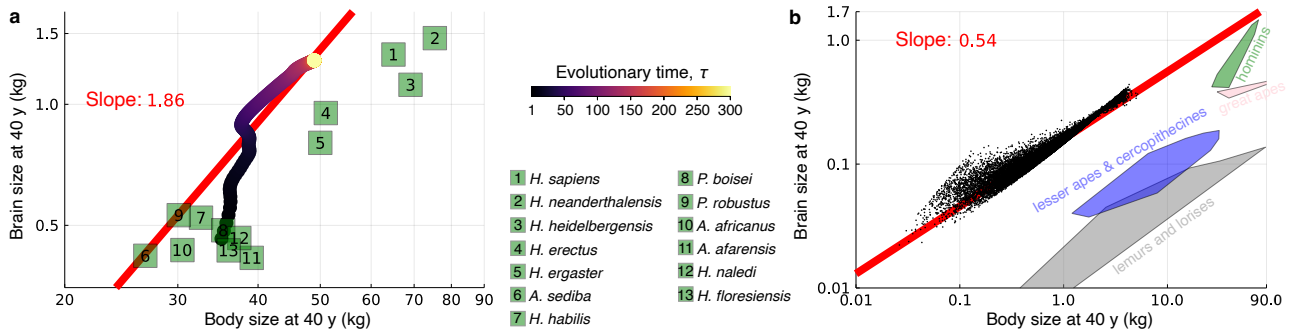 a
Brain size at 40 y (kg)
1.5
1.0
0.5
Slope: 1.86
1
2
3
4
5
6
7
8
9
10
11
12
13
20
30
40
50
60
70
80
90
Body size at 40 y (kg)
Evolutionary time, τ
1 50 100 150 200 250 300
1 H. sapiens
2 H. neanderthalensis
3 H. heidelbergensis
4 H. erectus
5 H. ergaster
6 A. sediba
7 H. habilis
8 P. boisei
9 P. robustus
10 A. africanus
11 A. afarensis
12 H. naledi
13 H. floresiensis
b
Brain size at 40 y (kg)
1.7
1.0
0.1
0.01
Slope: 0.54
hominins
great apes
lesser apes & cercopithecines
lemurs and lorises
0.01
0.1
1.0
10.0
90.0
Body size at 40 y (kg)